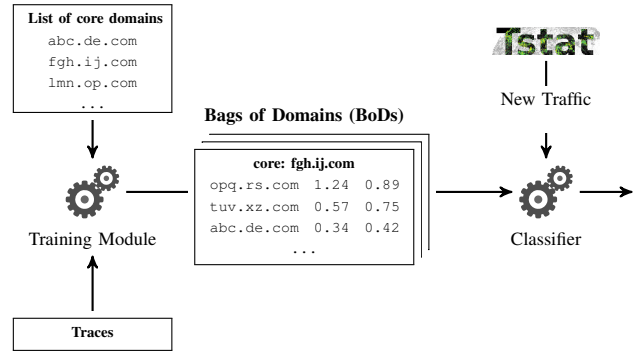 List of core domains
abc.de.com
fgh.ij.com
lmn.op.com
...
Tstat
New Traffic
Bags of Domains (BoDs)
core: fgh.ij.com
opq.rs.com 1.24 0.89
tuv.xz.com 0.57 0.75
abc.de.com 0.34 0.42
...
Training Module
Classifier
Traces